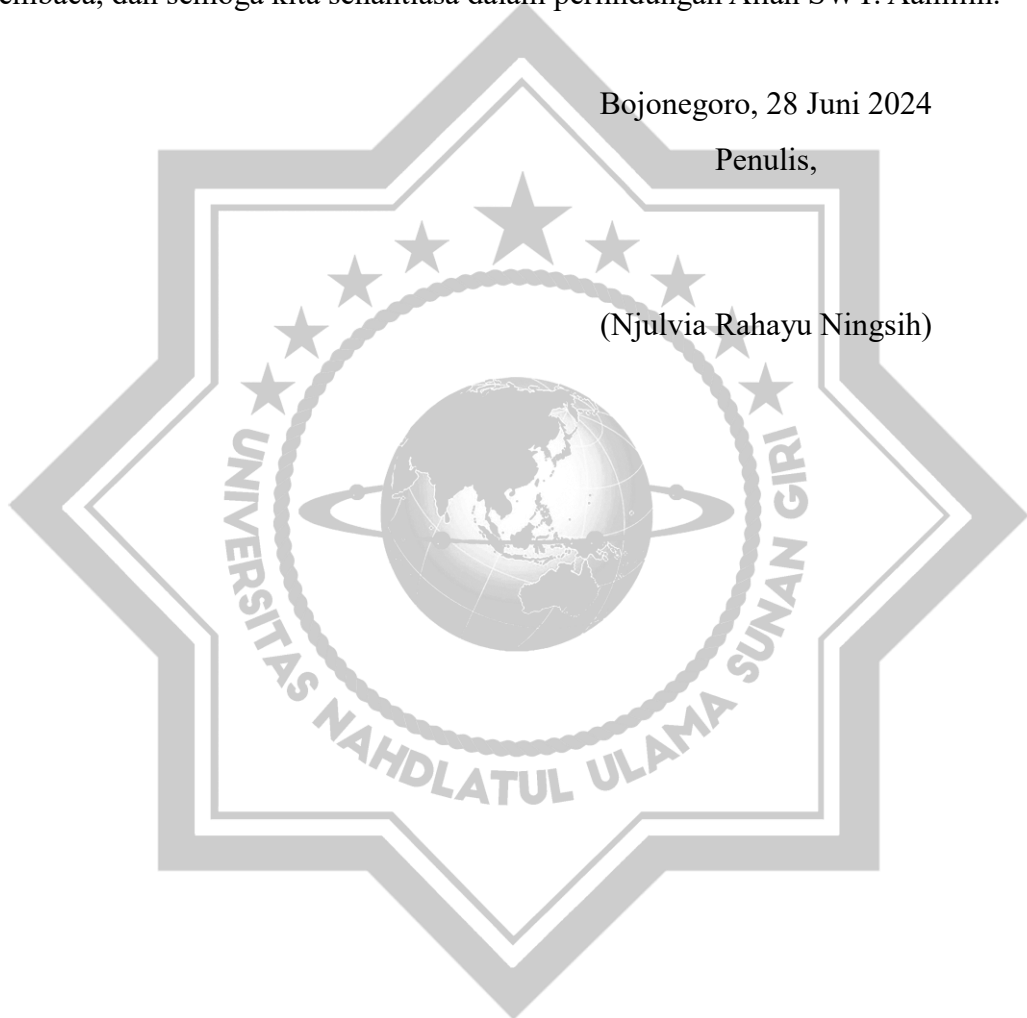 dan semoga kita senantiasa dalam perlindungan Allah SWT. Aamiin.
Bojonegoro, 28 Juni 2024
Penulis,
(Njulvia Rahayu Ningsih)
UNIVERSITAS NAHDLATUL ULAMA SUNAN GIRI